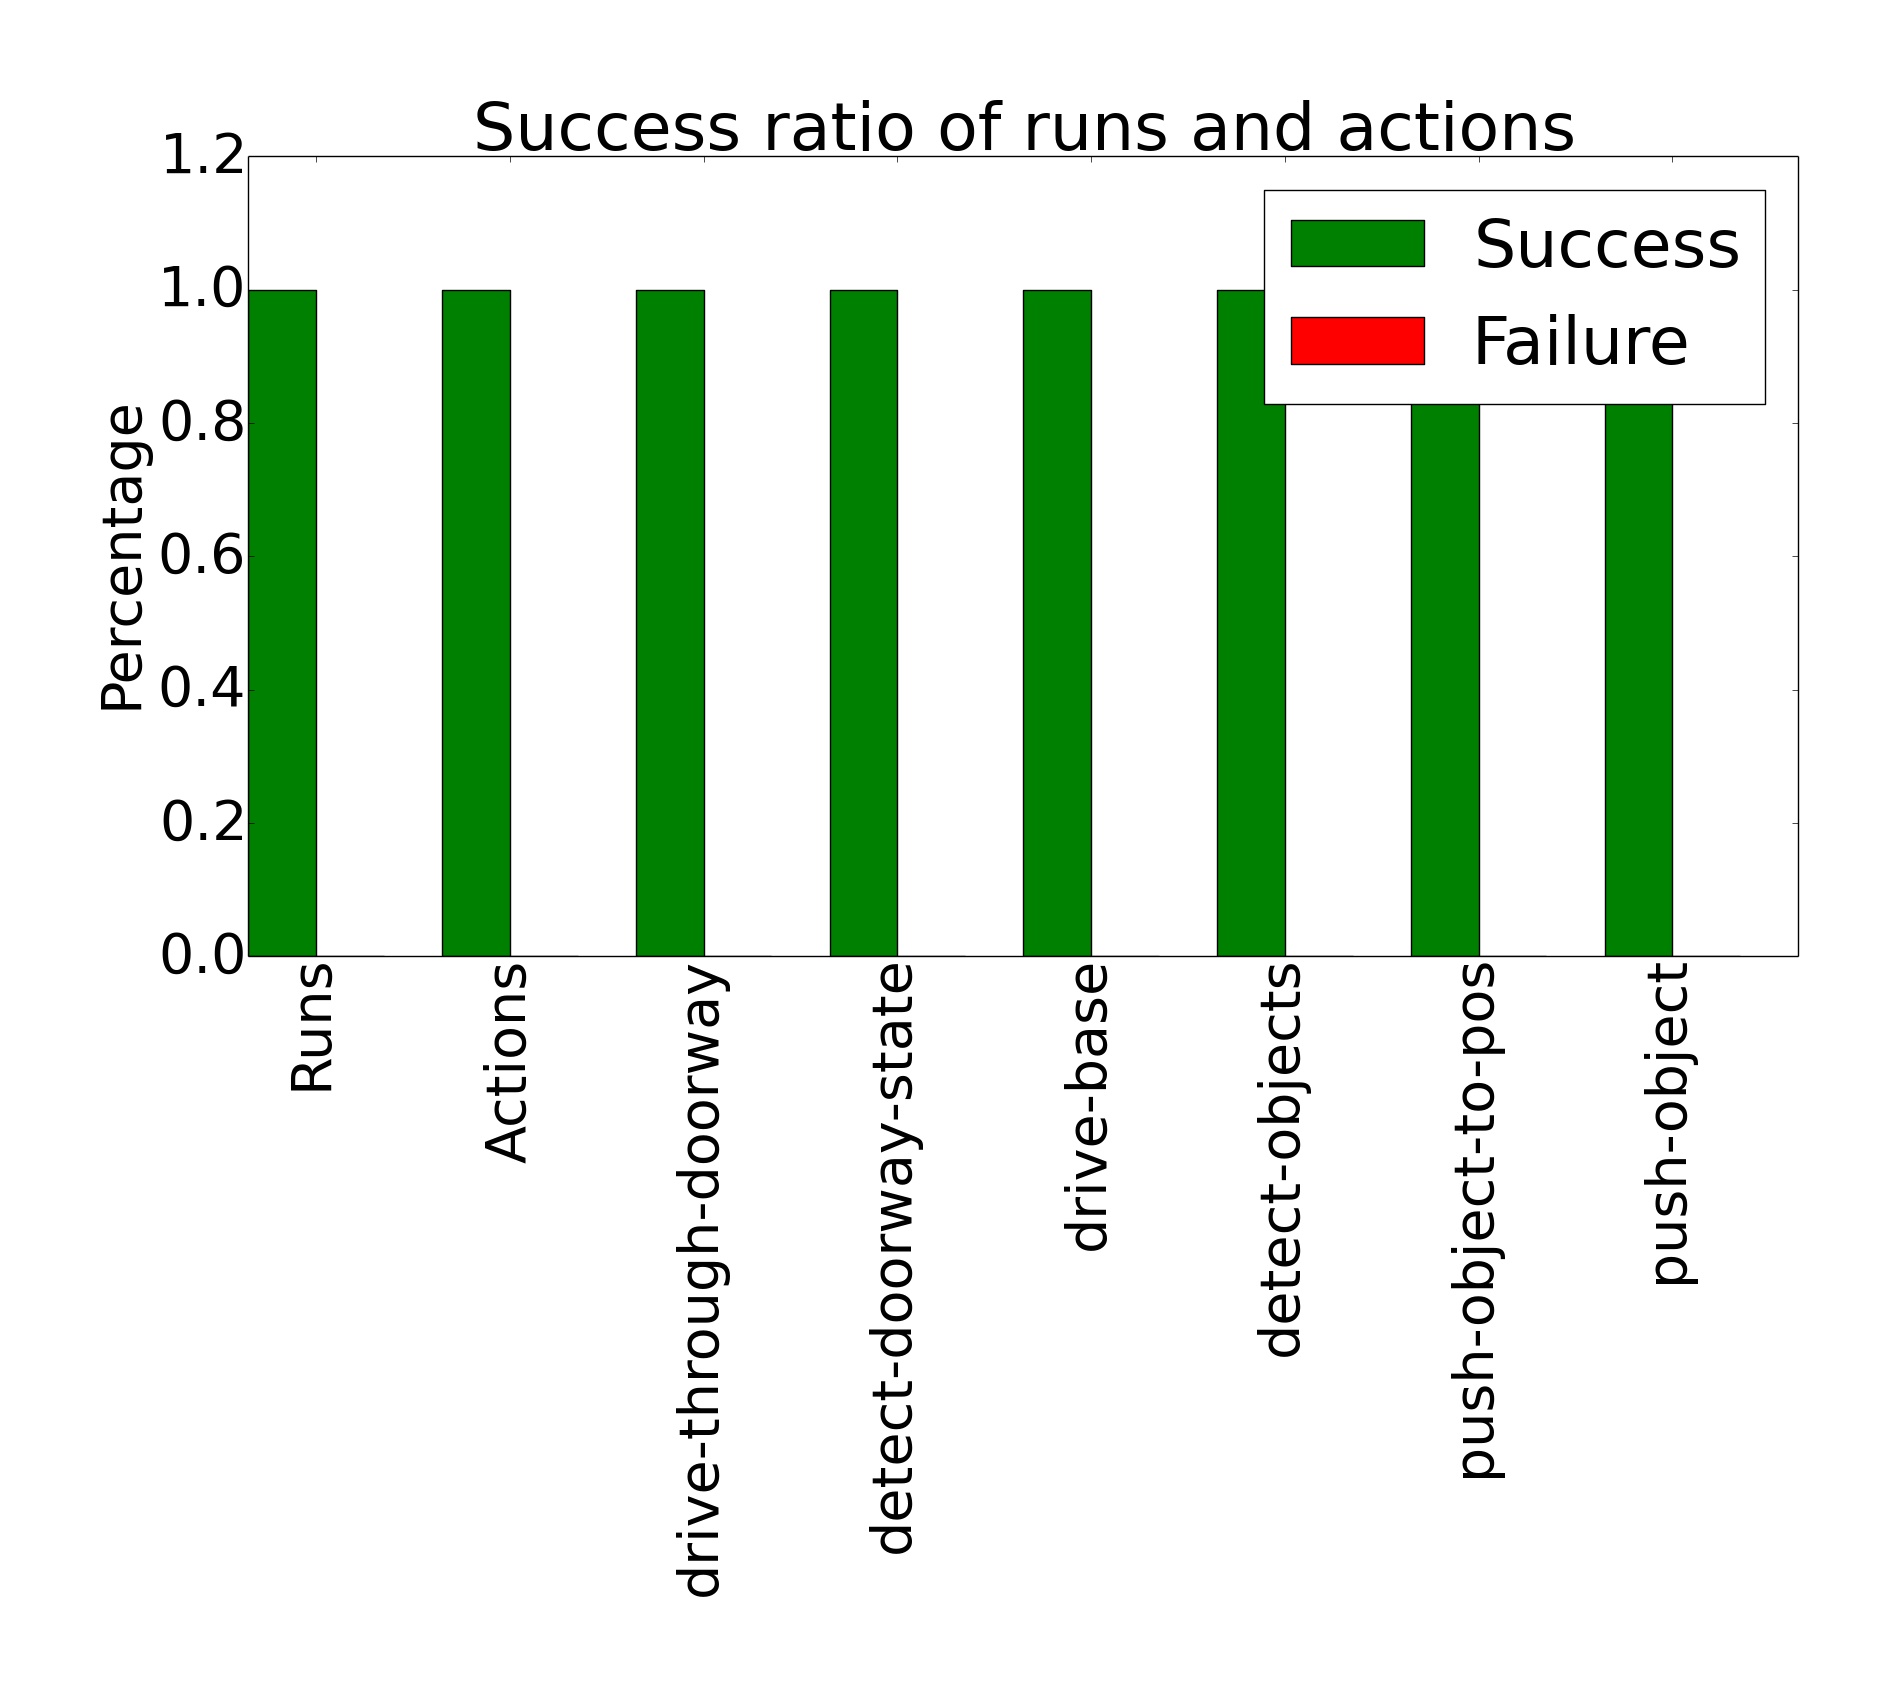 Success ratio of runs and actions
1.2
1.0
0.8
0.6
0.4
0.2
0.0
Percentage
Success
Failure
Runs
Actions
drive-through-doorway
detect-doorway-state
drive-base
detect-objects
push-object-to-pos
push-object